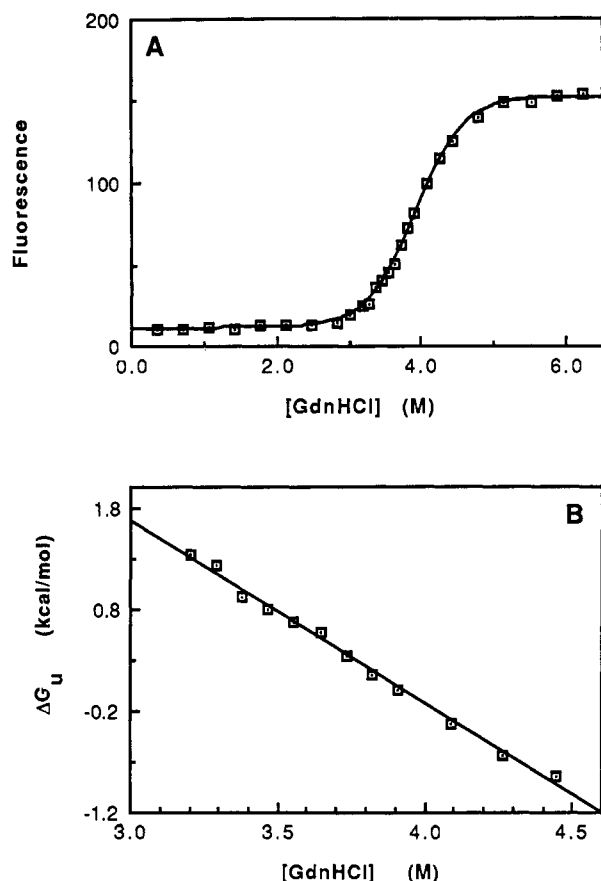 200
A
100
0
Fluorescence
0.0 2.0 4.0 6.0
[GdnHCl] (M)
1.8
B
0.8
-0.2
-1.2
ΔGu (kcal/mol)
3.0 3.5 4.0 4.5
[GdnHCl] (M)